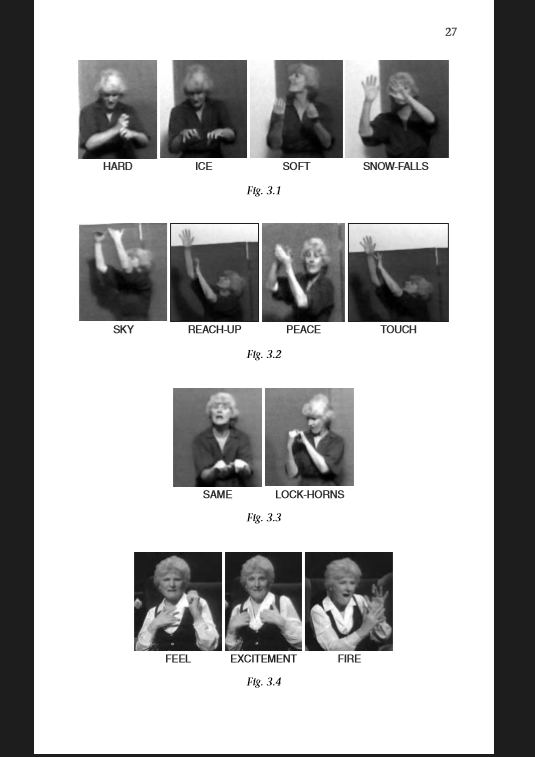 27
HARD ICE SOFT SNOW-FALLS
Fig. 3.1
SKY REACH-UP PEACE TOUCH
Fig. 3.2
SAME LOCK-HORNS
Fig. 3.3
FEEL EXCITEMENT FIRE
Fig. 3.4